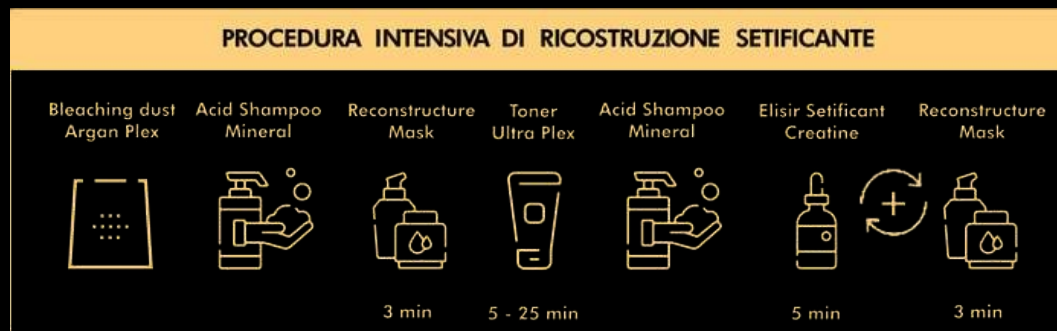 PROCEDURA INTENSIVA DI RICOSTRUZIONE SETIFICANTE
Bleaching dust
Argan Plex
Acid Shampoo
Mineral
Reconstructure
Mask
Toner
Ultra Plex
Acid Shampoo
Mineral
Elisir Setificant
Creatine
Reconstructure
Mask
3 min
5 - 25 min
5 min
3 min